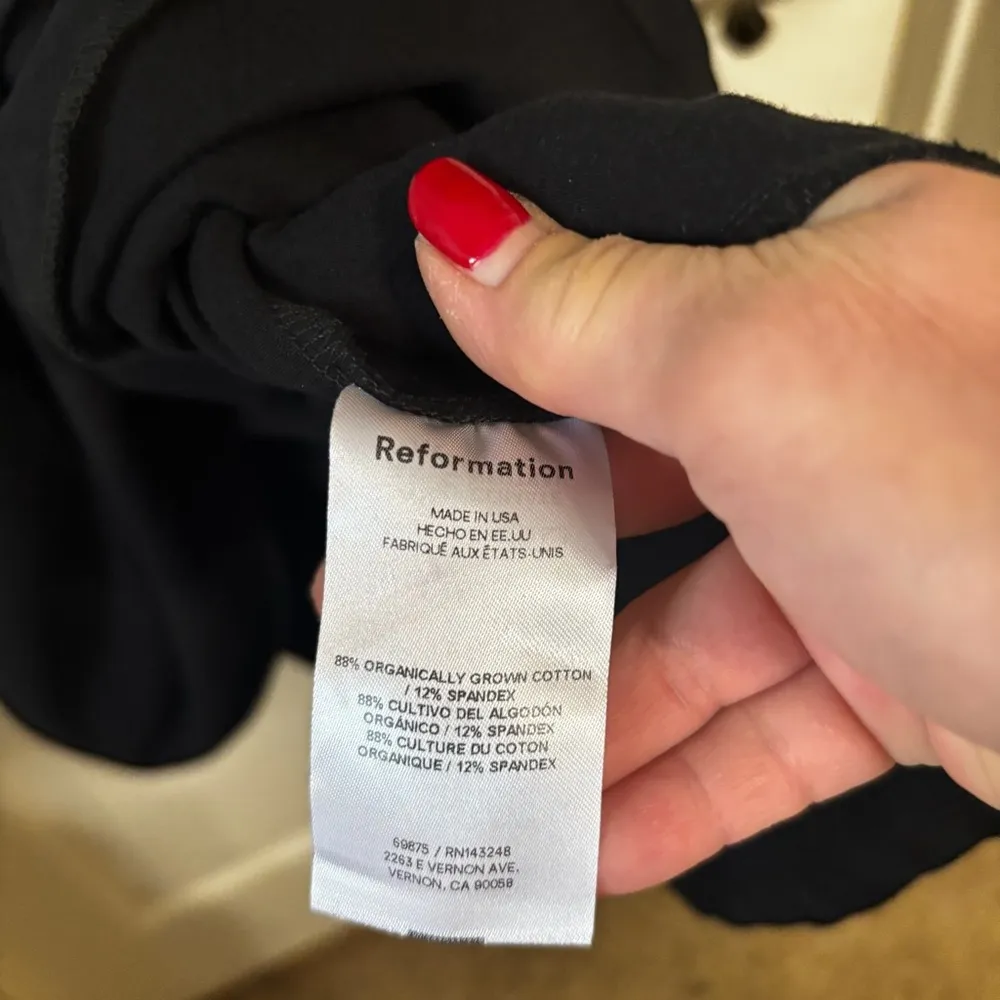 Reformation
MADE IN USA
HECHO EN EE.UU
FABRIQUÉ AUX ÉTATS-UNIS
88% ORGANICALLY GROWN COTTON
/ 12% SPANDEX
88% CULTIVO DEL ALGODÓN
ORGÁNICO / 12% SPANDEX
88% CULTURE DU COTON
ORGANIQUE / 12% SPANDEX
69875 / RN143248
2263 E VERNON AVE.
VERNON, CA 90058